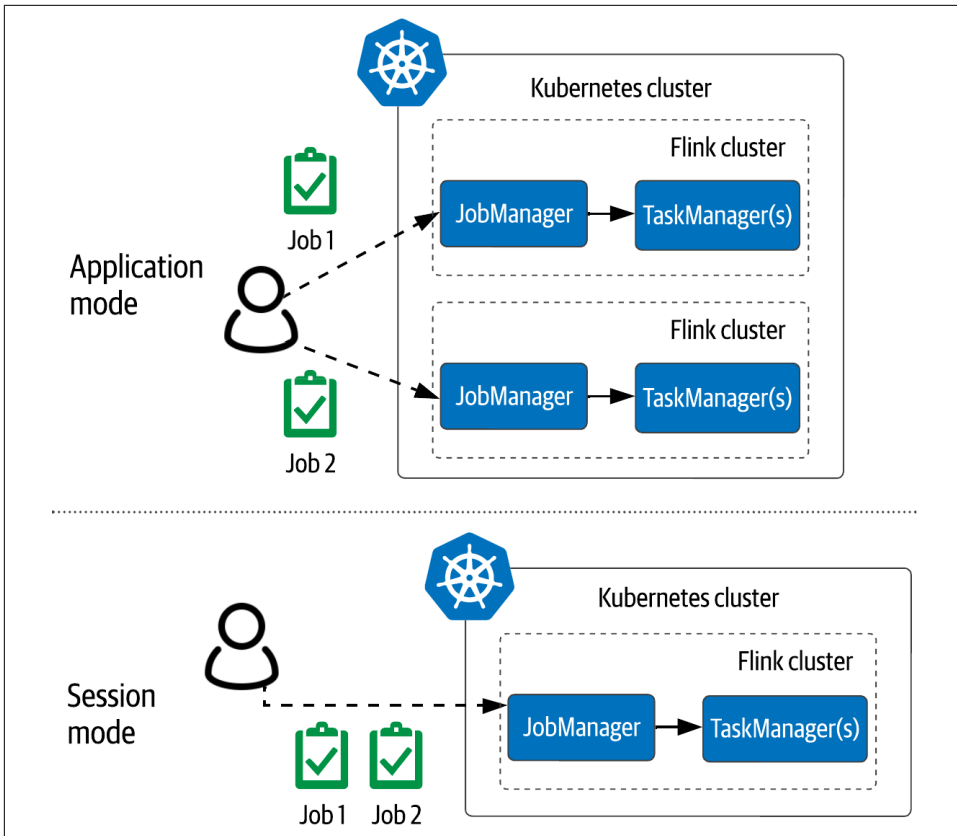 Kubernetes cluster
Flink cluster
JobManager
TaskManager(s)
Job 1
Application
mode
Flink cluster
JobManager
TaskManager(s)
Job 2
Kubernetes cluster
Flink cluster
Session
mode
JobManager
TaskManager(s)
Job 1
Job 2